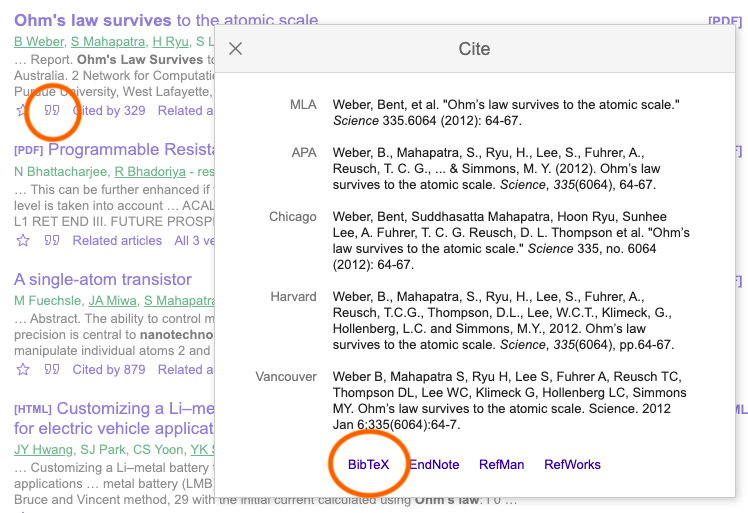 Ohm's law survives to the atomic scale
[PDF]
B Weber, S Mahapatra, H Ryu, S L
… Report. Ohm's Law Survives to
Australia. 2 Network for Computatio
Purdue University, West Lafayette,
Cited by 329 Related a
[PDF] Programmable Resista
N Bhattacharjee, R Bhadoriya - res
… This can be further enhanced if
level is taken into account … ACAL
L1 RET END III. FUTURE PROSP
Related articles All 3 ve
A single-atom transistor
M Fuechsle, JA Miwa, S Mahapatra
… Abstract. The ability to control m
precision is central to nanotechno
manipulate individual atoms 2 and
Cited by 879 Related a
[HTML] Customizing a Li–me
for electric vehicle applicat
JY Hwang, SJ Park, CS Yoon, YK S
… Customizing a Li–metal battery
applications … metal battery (LMB
Bruce and Vincent method, 29 with the initial current calculated using Ohm's law: I 0 …
Cite
MLA
Weber, Bent, et al. "Ohm's law survives to the atomic scale."
Science 335.6064 (2012): 64-67.
APA
Weber, B., Mahapatra, S., Ryu, H., Lee, S., Fuhrer, A.,
Reusch, T. C. G., ... & Simmons, M. Y. (2012). Ohm's law
survives to the atomic scale. Science, 335(6064), 64-67.
Chicago
Weber, Bent, Suddhasatta Mahapatra, Hoon Ryu, Sunhee
Lee, A. Fuhrer, T. C. G. Reusch, D. L. Thompson et al. "Ohm's
law survives to the atomic scale." Science 335, no. 6064
(2012): 64-67.
Harvard
Weber, B., Mahapatra, S., Ryu, H., Lee, S., Fuhrer, A.,
Reusch, T.C.G., Thompson, D.L., Lee, W.C.T., Klimeck, G.,
Hollenberg, L.C. and Simmons, M.Y., 2012. Ohm's law
survives to the atomic scale. Science, 335(6064), pp.64-67.
Vancouver
Weber B, Mahapatra S, Ryu H, Lee S, Fuhrer A, Reusch TC,
Thompson DL, Lee WC, Klimeck G, Hollenberg LC, Simmons
MY. Ohm's law survives to the atomic scale. Science. 2012
Jan 6;335(6064):64-7.
BibTeX EndNote RefMan RefWorks